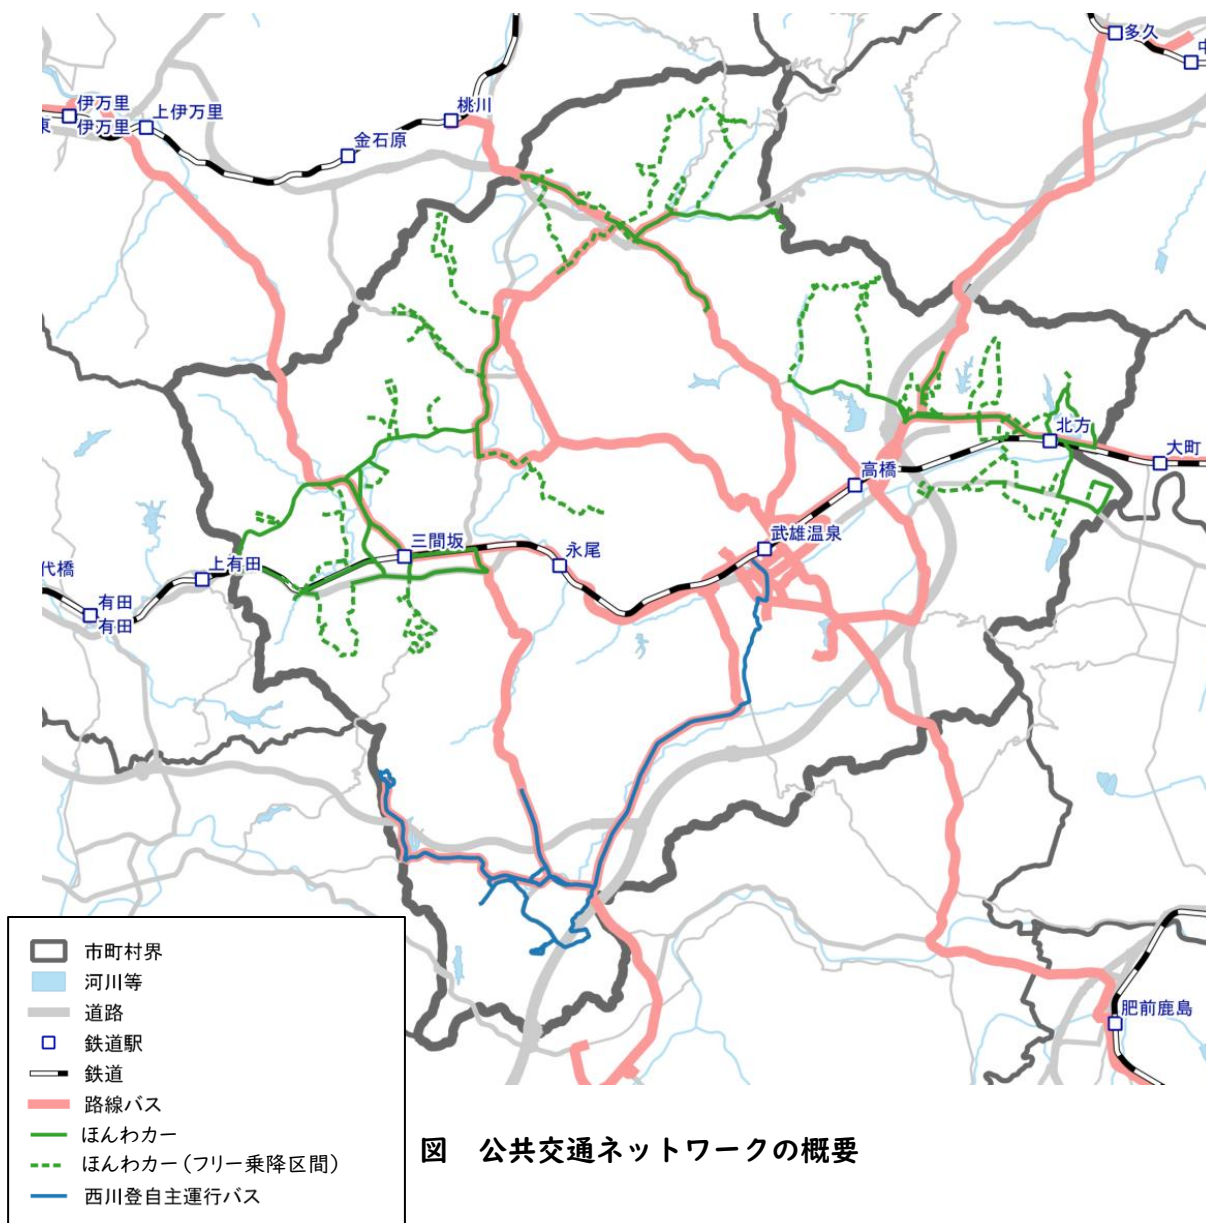 多久
中
伊万里
東
伊万里
上伊万里
桃川
金石原
北方
大町
高橋
武雄温泉
三間坂
永尾
上有田
代橋
有田
有田
肥前鹿島
市町村界
河川等
道路
鉄道駅
鉄道
路線バス
ほんわカー
ほんわカー(フリー乗降区間)
西川登自主運行バス
図 公共交通ネットワークの概要